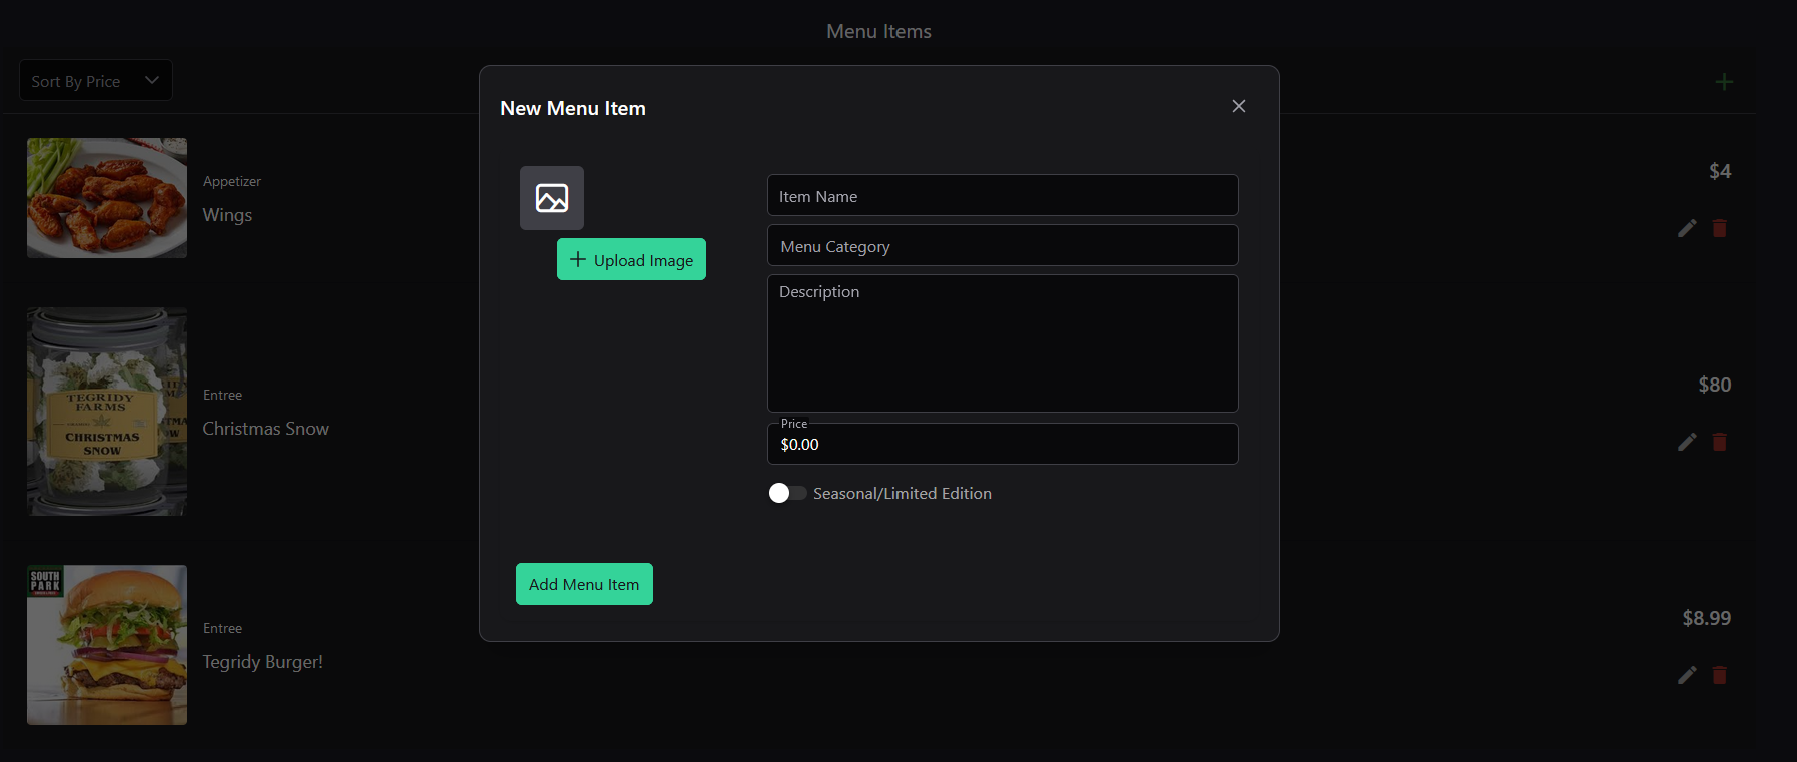 Menu Items
Sort By Price
New Menu Item
Appetizer
Wings
$4
Upload Image
Item Name
Menu Category
Description
Price
$0.00
Seasonal/Limited Edition
Add Menu Item
TEGRIDY
FARMS
CHRISTMAS
SNOW
Entree
Christmas Snow
$80
SOUTH
PARK
Entree
Tegridy Burger!
$8.99